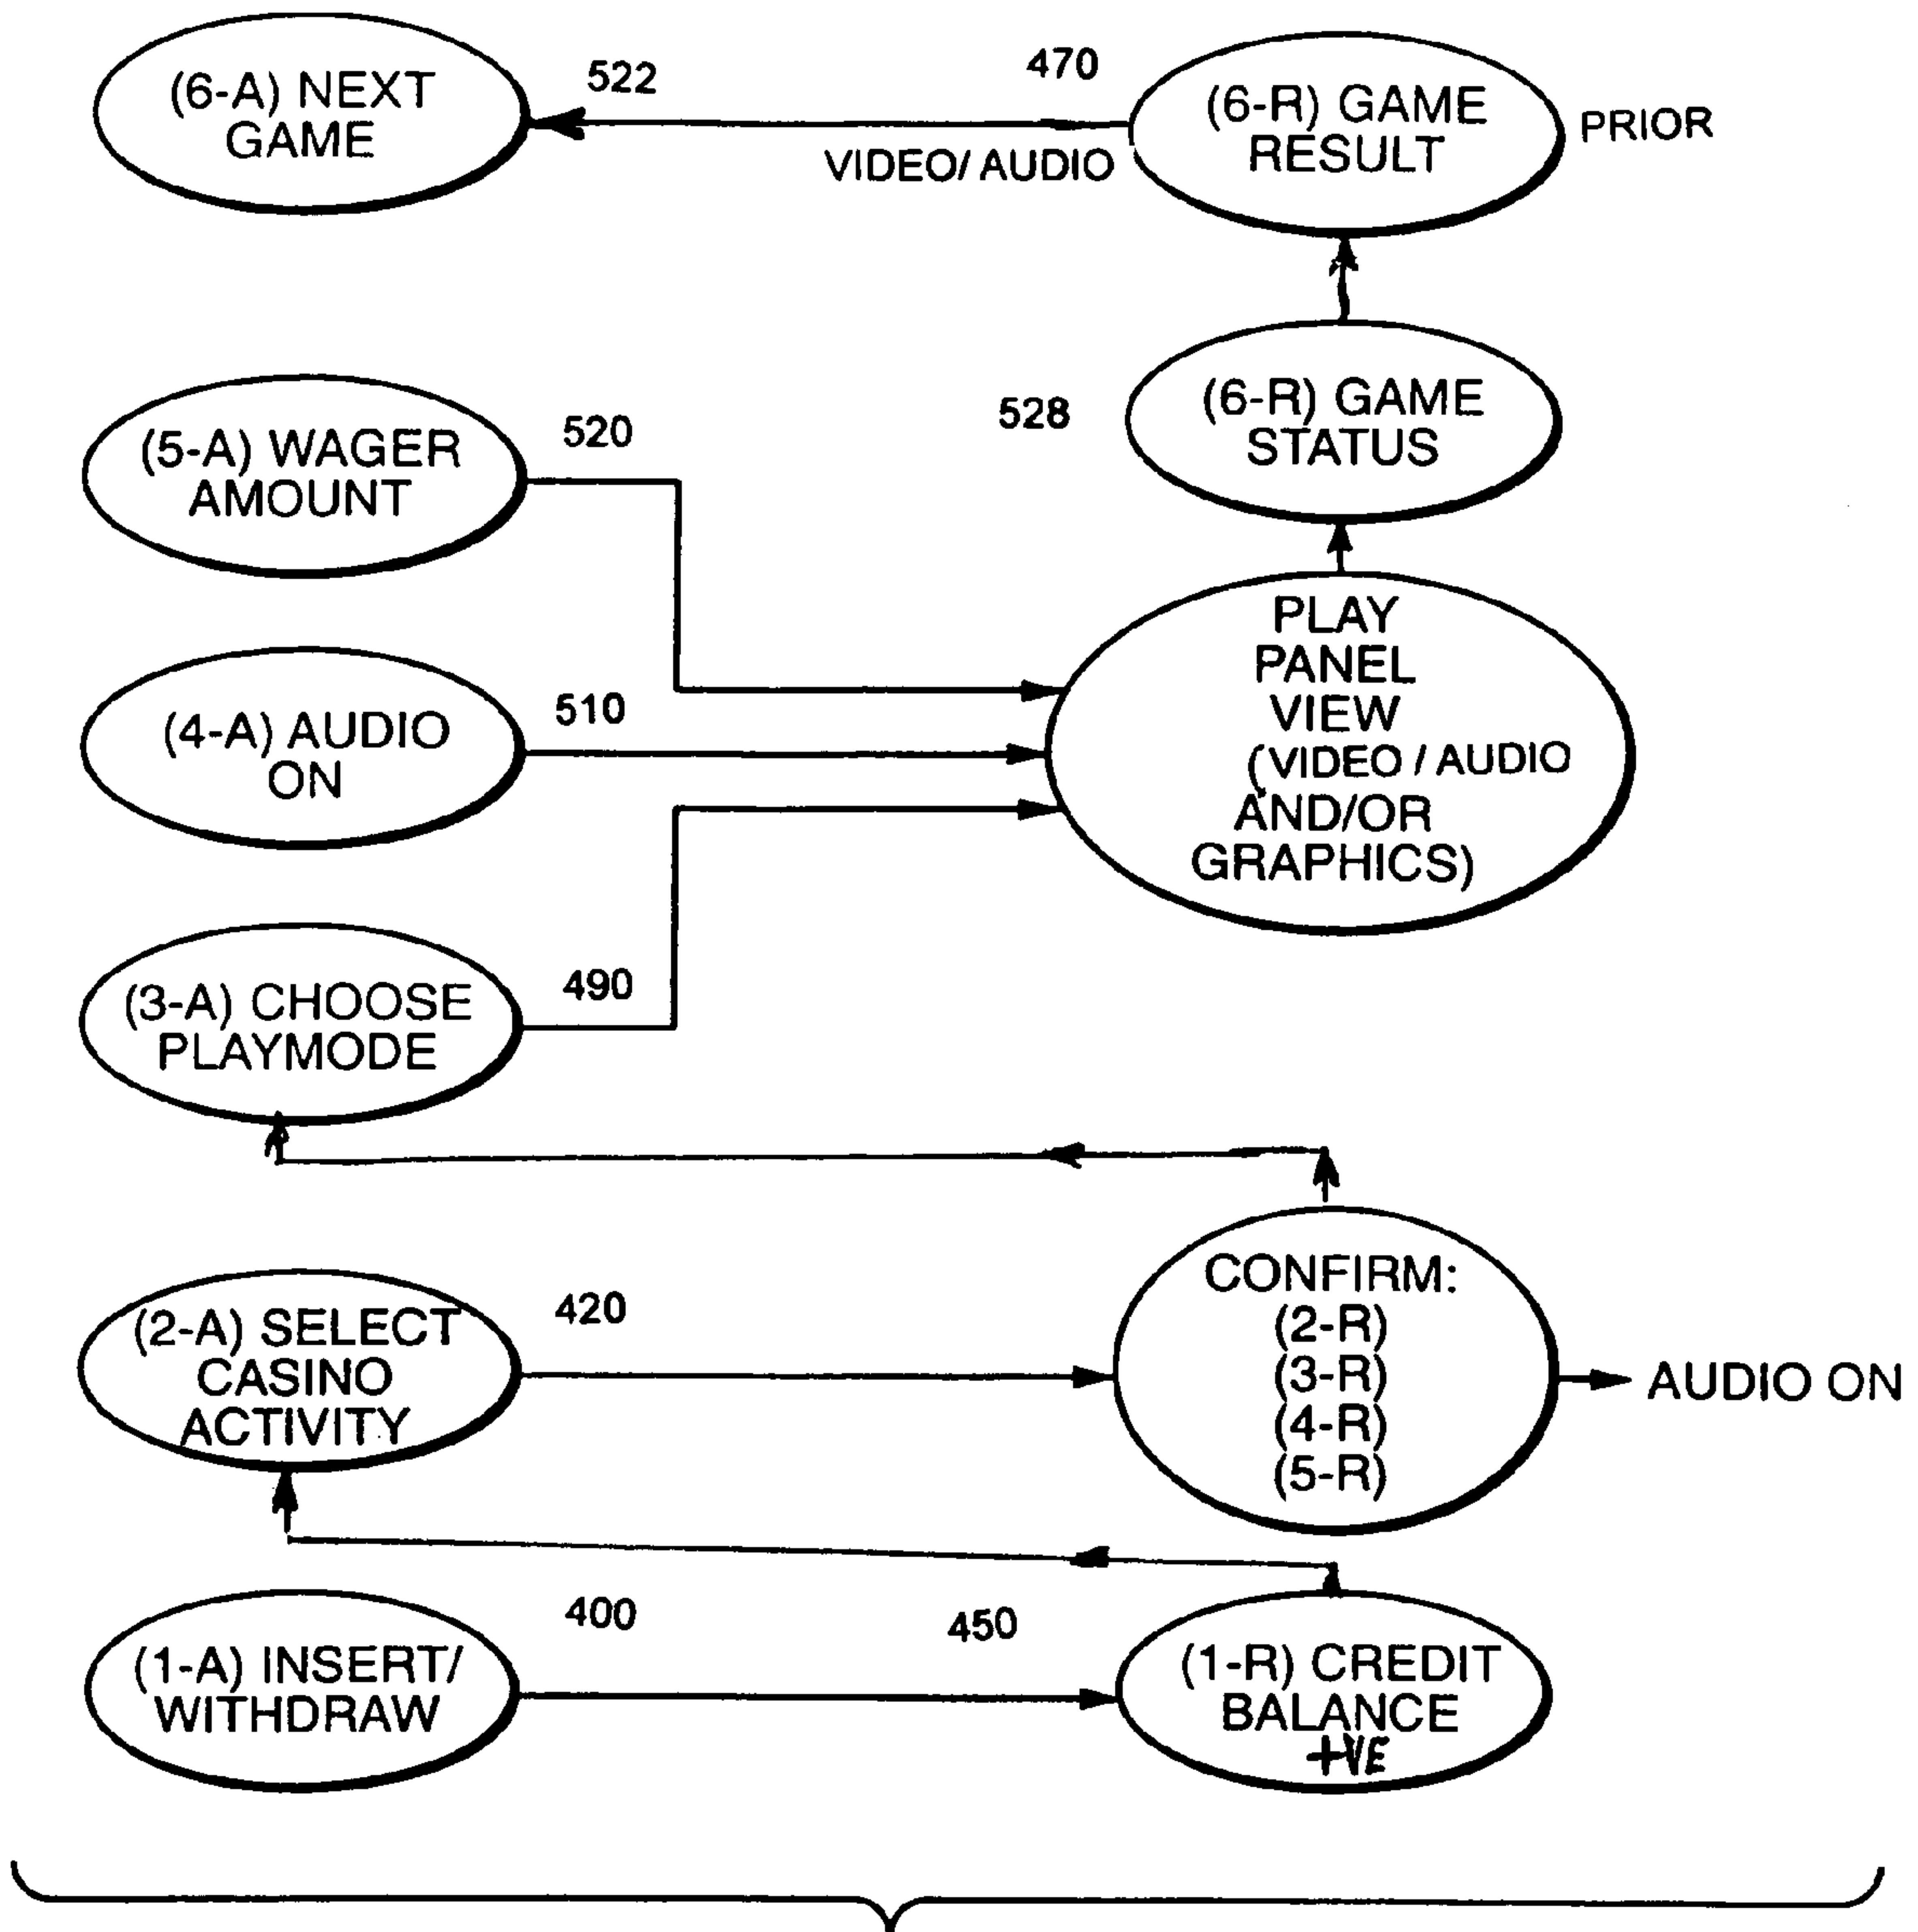 (6-A) NEXT
GAME
522
470
VIDEO/ AUDIO
(6-R) GAME
RESULT
PRIOR
(5-A) WAGER
AMOUNT
520
528
(6-R) GAME
STATUS
(4-A) AUDIO
ON
510
PLAY
PANEL
VIEW
(VIDEO / AUDIO
AND/OR
GRAPHICS)
(3-A) CHOOSE
PLAYMODE
490
(2-A) SELECT
CASINO
ACTIVITY
420
CONFIRM:
(2-R)
(3-R)
(4-R)
(5-R)
AUDIO ON
(1-A) INSERT/
WITHDRAW
400
450
(1-R) CREDIT
BALANCE
+VE